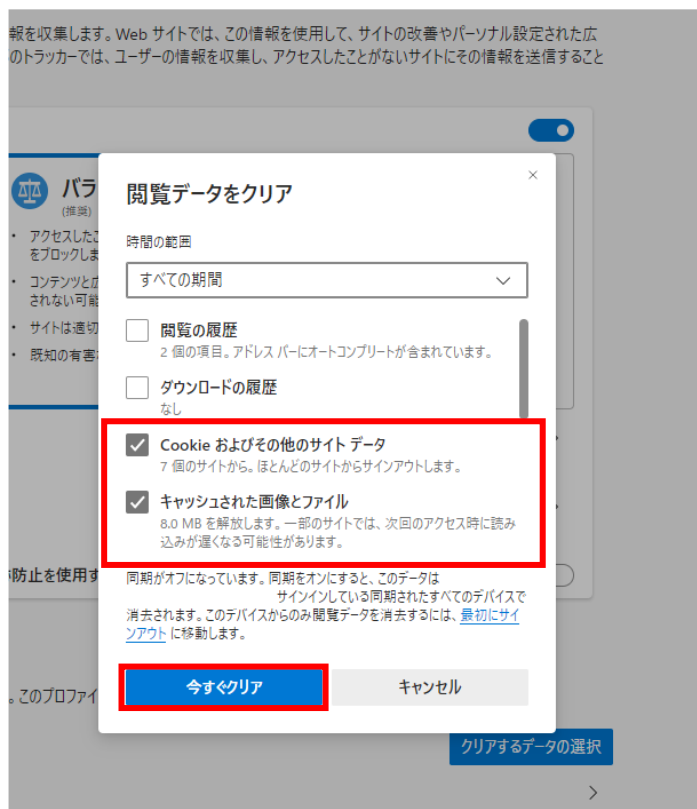 報を収集します。Web サイトでは、この情報を使用して、サイトの改善やパーソナル設定された広
のトラッカーでは、ユーザーの情報を収集し、アクセスしたことがないサイトにその情報を送信すること
バラ
(推奨)
• アクセスしたこ
をブロックしま
• コンテンツと広
されない可能
• サイトは適切
• 既知の有害
閲覧データをクリア
×
時間の範囲
すべての期間
閲覧の履歴
2 個の項目。アドレス バーにオートコンプリートが含まれています。
ダウンロードの履歴
なし
Cookie およびその他のサイト データ
7 個のサイトから。ほとんどのサイトからサインアウトします。
キャッシュされた画像とファイル
8.0 MB を解放します。一部のサイトでは、次回のアクセス時に読み
込みが遅くなる可能性があります。
防止を使用す
同期がオフになっています。同期をオンにすると、このデータは
サインインしている同期されたすべてのデバイスで
消去されます。このデバイスからのみ閲覧データを消去するには、最初にサイ
ンアウト に移動します。
今すぐクリア
キャンセル
。このプロファイ
クリアするデータの選択